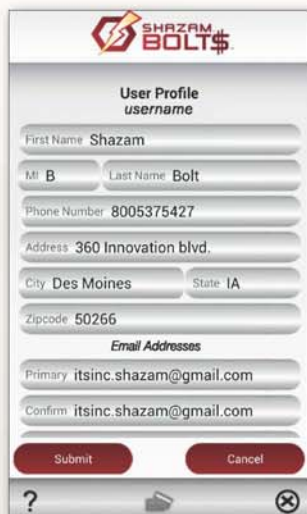 SHAZAM
BOLT$
User Profile
username
First Name Shazam
MI B Last Name Bolt
Phone Number 8005375427
Address 360 Innovation blvd.
City Des Moines State IA
Zipcode 50266
Email Addresses
Primary itsinc.shazam@gmail.com
Confirm itsinc.shazam@gmail.com
Submit Cancel
?